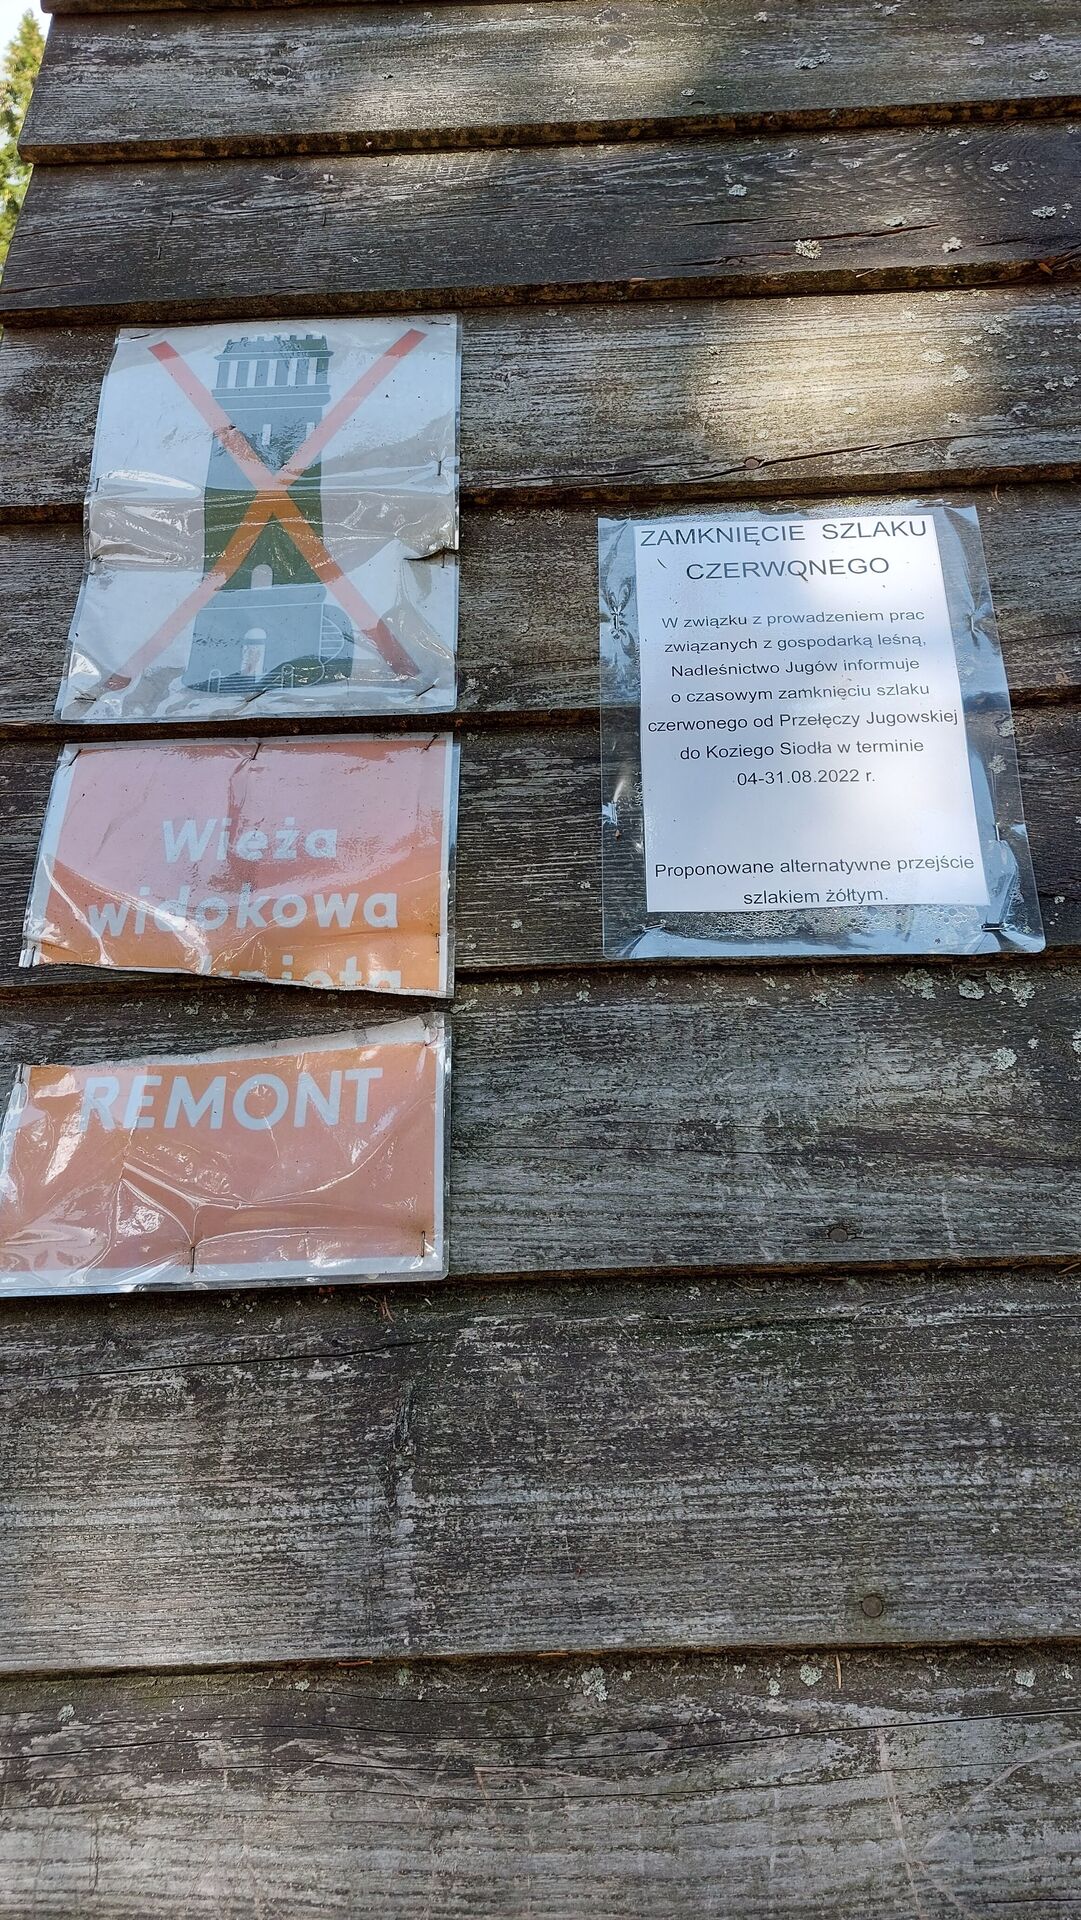 Wieża
widokowa
REMONT
ZAMKNIĘCIE SZLAKU
CZERWONEGO
W związku z prowadzeniem prac
związanych z gospodarką leśną,
Nadleśnictwo Jugów informuje
o czasowym zamknięciu szlaku
czerwonego od Przełęczy Jugowskiej
do Koziego Siodła w terminie
04-31.08.2022 r.
Proponowane alternatywne przejście
szlakiem żółtym.